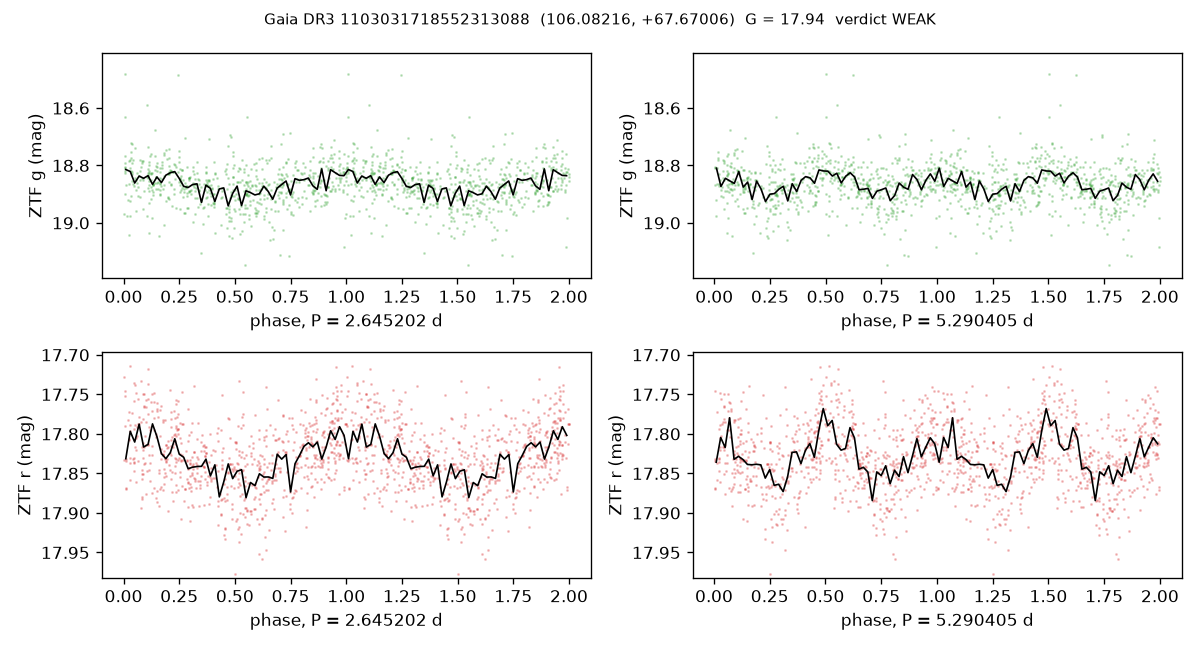 Gaia DR3 1103031718552313088  (106.08216, +67.67006)  G = 17.94  verdict WEAK
ZTF g (mag)
18.6
18.8
19.0
0.00 0.25 0.50 0.75 1.00 1.25 1.50 1.75 2.00
phase, P = 2.645202 d
ZTF g (mag)
18.6
18.8
19.0
0.00 0.25 0.50 0.75 1.00 1.25 1.50 1.75 2.00
phase, P = 5.290405 d
ZTF r (mag)
17.70
17.75
17.80
17.85
17.90
17.95
0.00 0.25 0.50 0.75 1.00 1.25 1.50 1.75 2.00
phase, P = 2.645202 d
ZTF r (mag)
17.70
17.75
17.80
17.85
17.90
17.95
0.00 0.25 0.50 0.75 1.00 1.25 1.50 1.75 2.00
phase, P = 5.290405 d